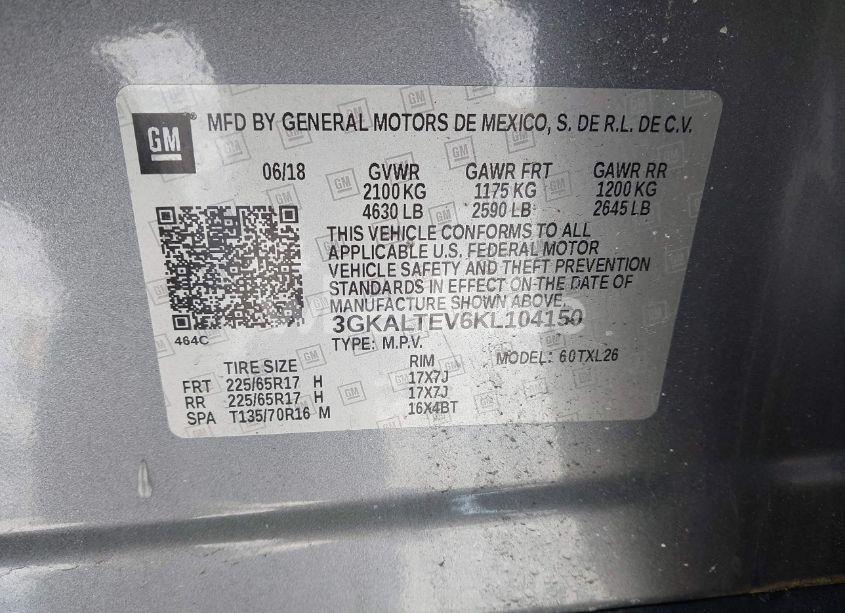 GM MFD BY GENERAL MOTORS DE MEXICO, S. DE R.L. DE C.V.
06/18 GVWR GAWR FRT GAWR RR
2100 KG 1175 KG 1200 KG
4630 LB 2590 LB 2645 LB
THIS VEHICLE CONFORMS TO ALL
APPLICABLE U.S. FEDERAL MOTOR
VEHICLE SAFETY AND THEFT PREVENTION
STANDARDS IN EFFECT ON THE DATE OF
MANUFACTURE SHOWN ABOVE.
3GKALTEV6KL104150
464C
TYPE: M.P.V. MODEL: 60TXL26
TIRE SIZE RIM
FRT 225/65R17 H 17X7J
RR 225/65R17 H 17X7J
SPA T135/70R16 M 16X4BT